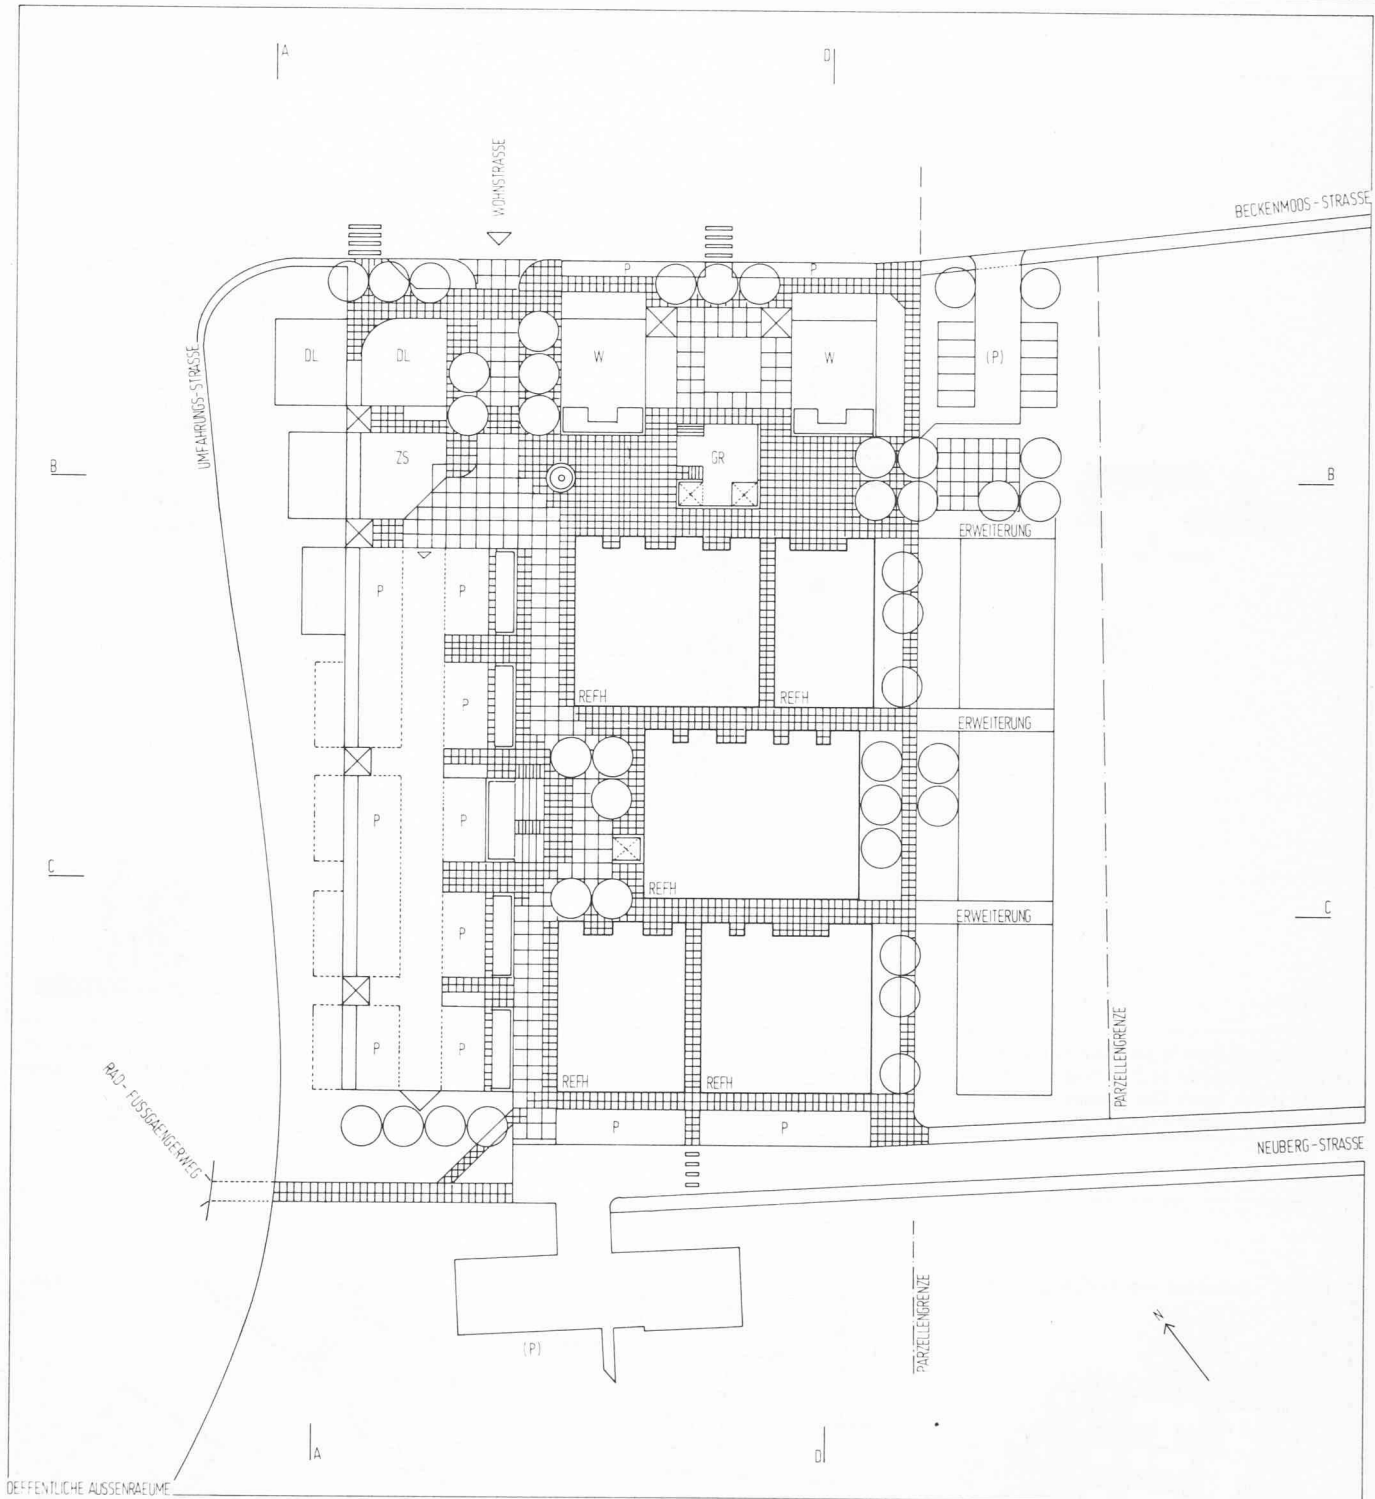 A
D
WOHNSTRASSE
BECKENMOOS-STRASSE
P
P
UMFAHRUNGS-STRASSE
DL
DL
W
W
(P)
B
ZS
GR
B
ERWEITERUNG
P
P
REFH
REFH
P
ERWEITERUNG
P
P
C
REFH
ERWEITERUNG
C
P
P
P
REFH
REFH
PARZELLENGRENZE
RAD-FUSSGAENGERWEG
P
P
NEUBERG-STRASSE
PARZELLENGRENZE
N
(P)
A
D
OEFFENTLICHE AUSSENRAEUME